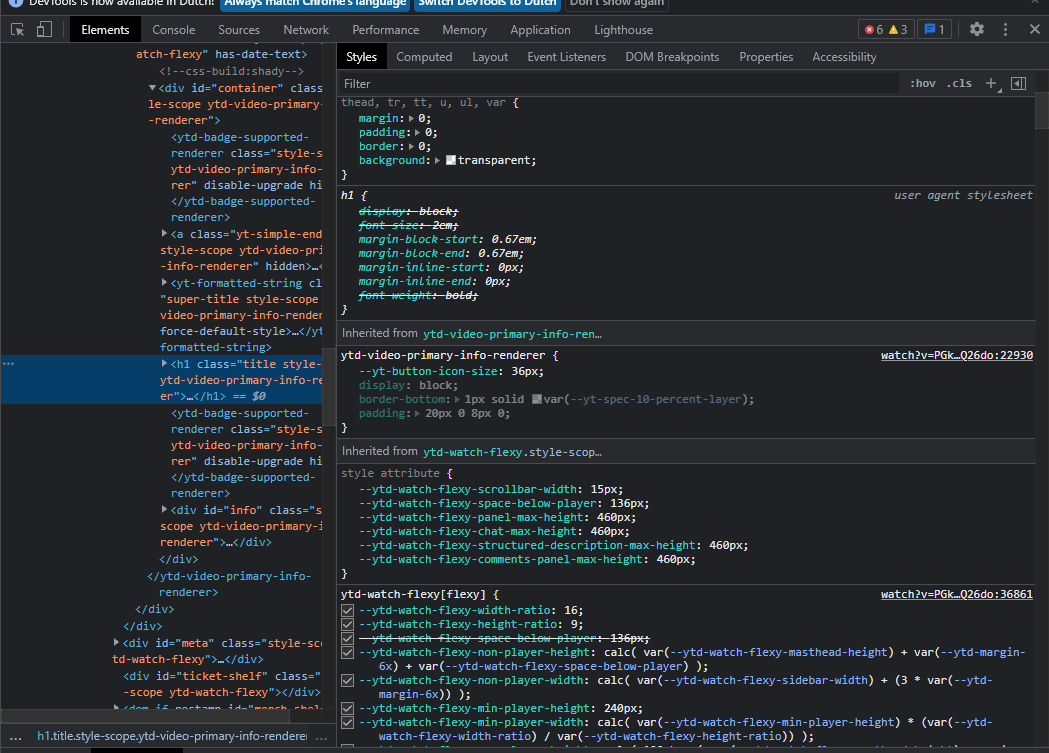 DevTools is now available in Dutch! Always match Chrome's language Switch DevTools to Dutch Don't show again
Elements Console Sources Network Performance Memory Application Lighthouse 6 3 1
atch-flexy" has-date-text>
<!--css-build:shady-->
▼<div id="container" class
le-scope ytd-video-primary-
-renderer">
<ytd-badge-supported-
renderer class="style-s
ytd-video-primary-info-
rer" disable-upgrade hi
</ytd-badge-supported-
renderer>
▶<a class="yt-simple-end
style-scope ytd-video-pri
-info-renderer" hidden>…<
▶<yt-formatted-string cl
"super-title style-scope
video-primary-info-render
force-default-style>…</yt
formatted-string>
… ▶<h1 class="title style-
ytd-video-primary-info-re
er">…</h1> == $0
<ytd-badge-supported-
renderer class="style-s
ytd-video-primary-info-
rer" disable-upgrade hi
</ytd-badge-supported-
renderer>
▶<div id="info" class="s
scope ytd-video-primary-i
renderer">…</div>
</div>
</ytd-video-primary-info-
renderer>
</div>
</div>
▶<div id="meta" class="style-sc
td-watch-flexy">…</div>
<div id="ticket-shelf" class="
-scope ytd-watch-flexy"></div>
... h1.title.style-scope.ytd-video-primary-info-renderer ...
Styles Computed Layout Event Listeners DOM Breakpoints Properties Accessibility
Filter :hov .cls +
thead, tr, tt, u, ul, var {
margin:▶ 0;
padding:▶ 0;
border:▶ 0;
background:▶ transparent;
}
h1 { user agent stylesheet
display: block;
font-size: 2em;
margin-block-start: 0.67em;
margin-block-end: 0.67em;
margin-inline-start: 0px;
margin-inline-end: 0px;
font-weight: bold;
}
Inherited from ytd-video-primary-info-ren…
ytd-video-primary-info-renderer { watch?v=PGk…Q26do:22930
--yt-button-icon-size: 36px;
display: block;
border-bottom:▶ 1px solid var(--yt-spec-10-percent-layer);
padding:▶ 20px 0 8px 0;
}
Inherited from ytd-watch-flexy.style-scop…
style attribute {
--ytd-watch-flexy-scrollbar-width: 15px;
--ytd-watch-flexy-space-below-player: 136px;
--ytd-watch-flexy-panel-max-height: 460px;
--ytd-watch-flexy-chat-max-height: 460px;
--ytd-watch-flexy-structured-description-max-height: 460px;
--ytd-watch-flexy-comments-panel-max-height: 460px;
}
ytd-watch-flexy[flexy] { watch?v=PGk…Q26do:36861
--ytd-watch-flexy-width-ratio: 16;
--ytd-watch-flexy-height-ratio: 9;
--ytd-watch-flexy-space-below-player: 136px;
--ytd-watch-flexy-non-player-height: calc( var(--ytd-watch-flexy-masthead-height) + var(--ytd-margin-
6x) + var(--ytd-watch-flexy-space-below-player) );
--ytd-watch-flexy-non-player-width: calc( var(--ytd-watch-flexy-sidebar-width) + (3 * var(--ytd-
margin-6x)) );
--ytd-watch-flexy-min-player-height: 240px;
--ytd-watch-flexy-min-player-width: calc( var(--ytd-watch-flexy-min-player-height) * (var(--ytd-
watch-flexy-width-ratio) / var(--ytd-watch-flexy-height-ratio)) );